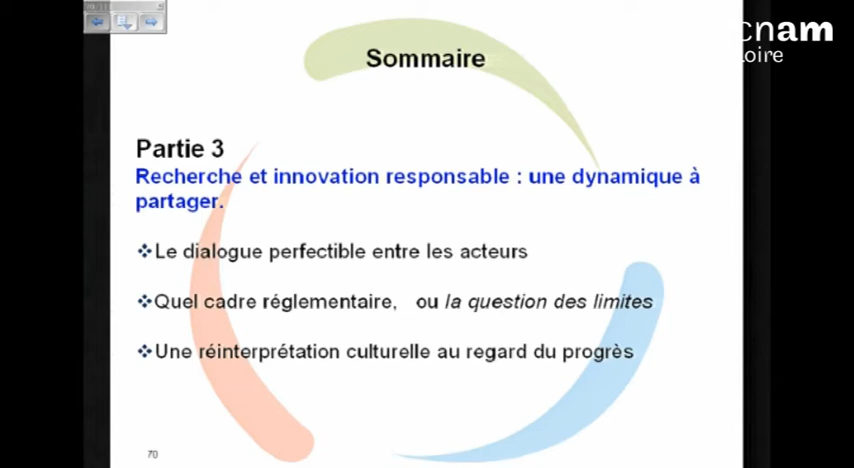 cnam
Loire
Sommaire
Partie 3
Recherche et innovation responsable : une dynamique à
partager.
❖Le dialogue perfectible entre les acteurs
❖Quel cadre réglementaire, ou la question des limites
❖Une réinterprétation culturelle au regard du progrès
70